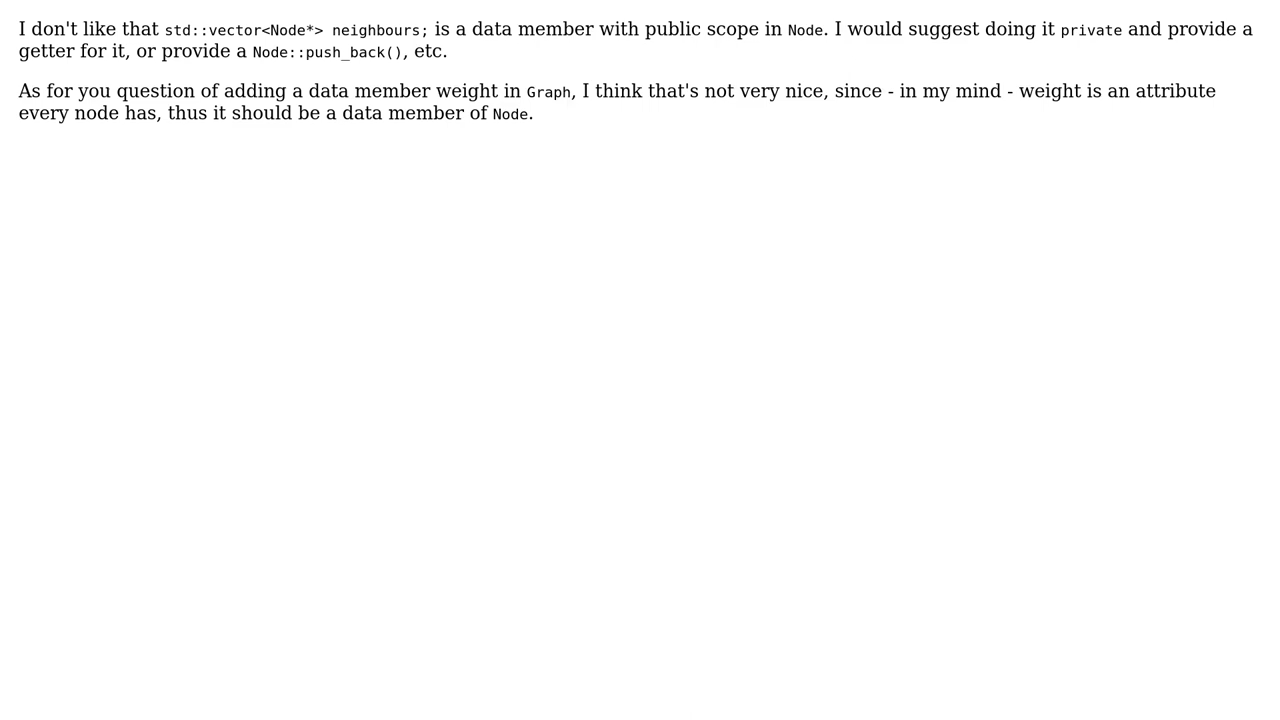 I don't like that std::vector<Node*> neighbours; is a data member with public scope in Node. I would suggest doing it private and provide a
getter for it, or provide a Node::push_back(), etc.
As for you question of adding a data member weight in Graph, I think that's not very nice, since - in my mind - weight is an attribute
every node has, thus it should be a data member of Node.